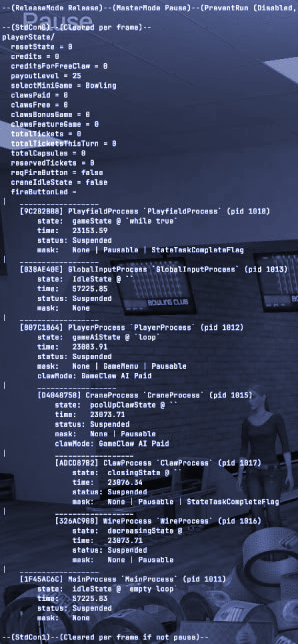 --(ReleaseMode Release)--(MasterMode Pause)--(PreventRun (Disabled,
Pause
--(StdCon0)--(Cleared per frame)--
playerState/
resetState = 0
credits = 0
creditsForFreeClaw = 0
payoutLevel = 25
selectMiniGame = Bowling
clawsPaid = 0
clawsFree = 0
clawsBonusGame = 0
clawsFeatureGame = 0
totalTickets = 0
totalTicketsThisTurn = 0
totalCapsules = 0
reservedTickets = 0
reqFireButton = false
craneIdleState = false
fireButtonLed =
[9C282BB8] PlayfieldProcess `PlayfieldProcess` (pid 1010)
state: gameState @ `while true`
time: 23153.59
status: Suspended
mask: None | Pausable | StateTaskCompleteFlag
[038AE40E] GlobalInputProcess `GlobalInputProcess` (pid 1013)
state: idleState @ ``
time: 57225.85
status: Suspended
mask: None
BOWLING CLUB
[B07C1B64] PlayerProcess `PlayerProcess` (pid 1012)
state: gameAiState @ `loop`
time: 23083.91
status: Suspended
mask: None | GameMenu | Pausable
clawMode: GameClaw AI Paid
[D4048758] CraneProcess `CraneProcess` (pid 1015)
state: poolUpClawState @ ``
time: 23073.71
status: Suspended
mask: None | Pausable
clawMode: GameClaw AI Paid
[ADCD87B2] ClawProcess `ClawProcess` (pid 1017)
state: closingState @ ``
time: 23076.34
status: Suspended
mask: None | Pausable | StateTaskCompleteFlag
[326AC998] WireProcess `WireProcess` (pid 1016)
state: decreasingState @ ``
time: 23073.71
status: Suspended
mask: None | Pausable
[1F45AC6C] MainProcess `MainProcess` (pid 1011)
state: idleState @ `empty loop`
time: 57225.83
status: Suspended
mask: None
--(StdCon1)--(Cleared per frame if not pause)--